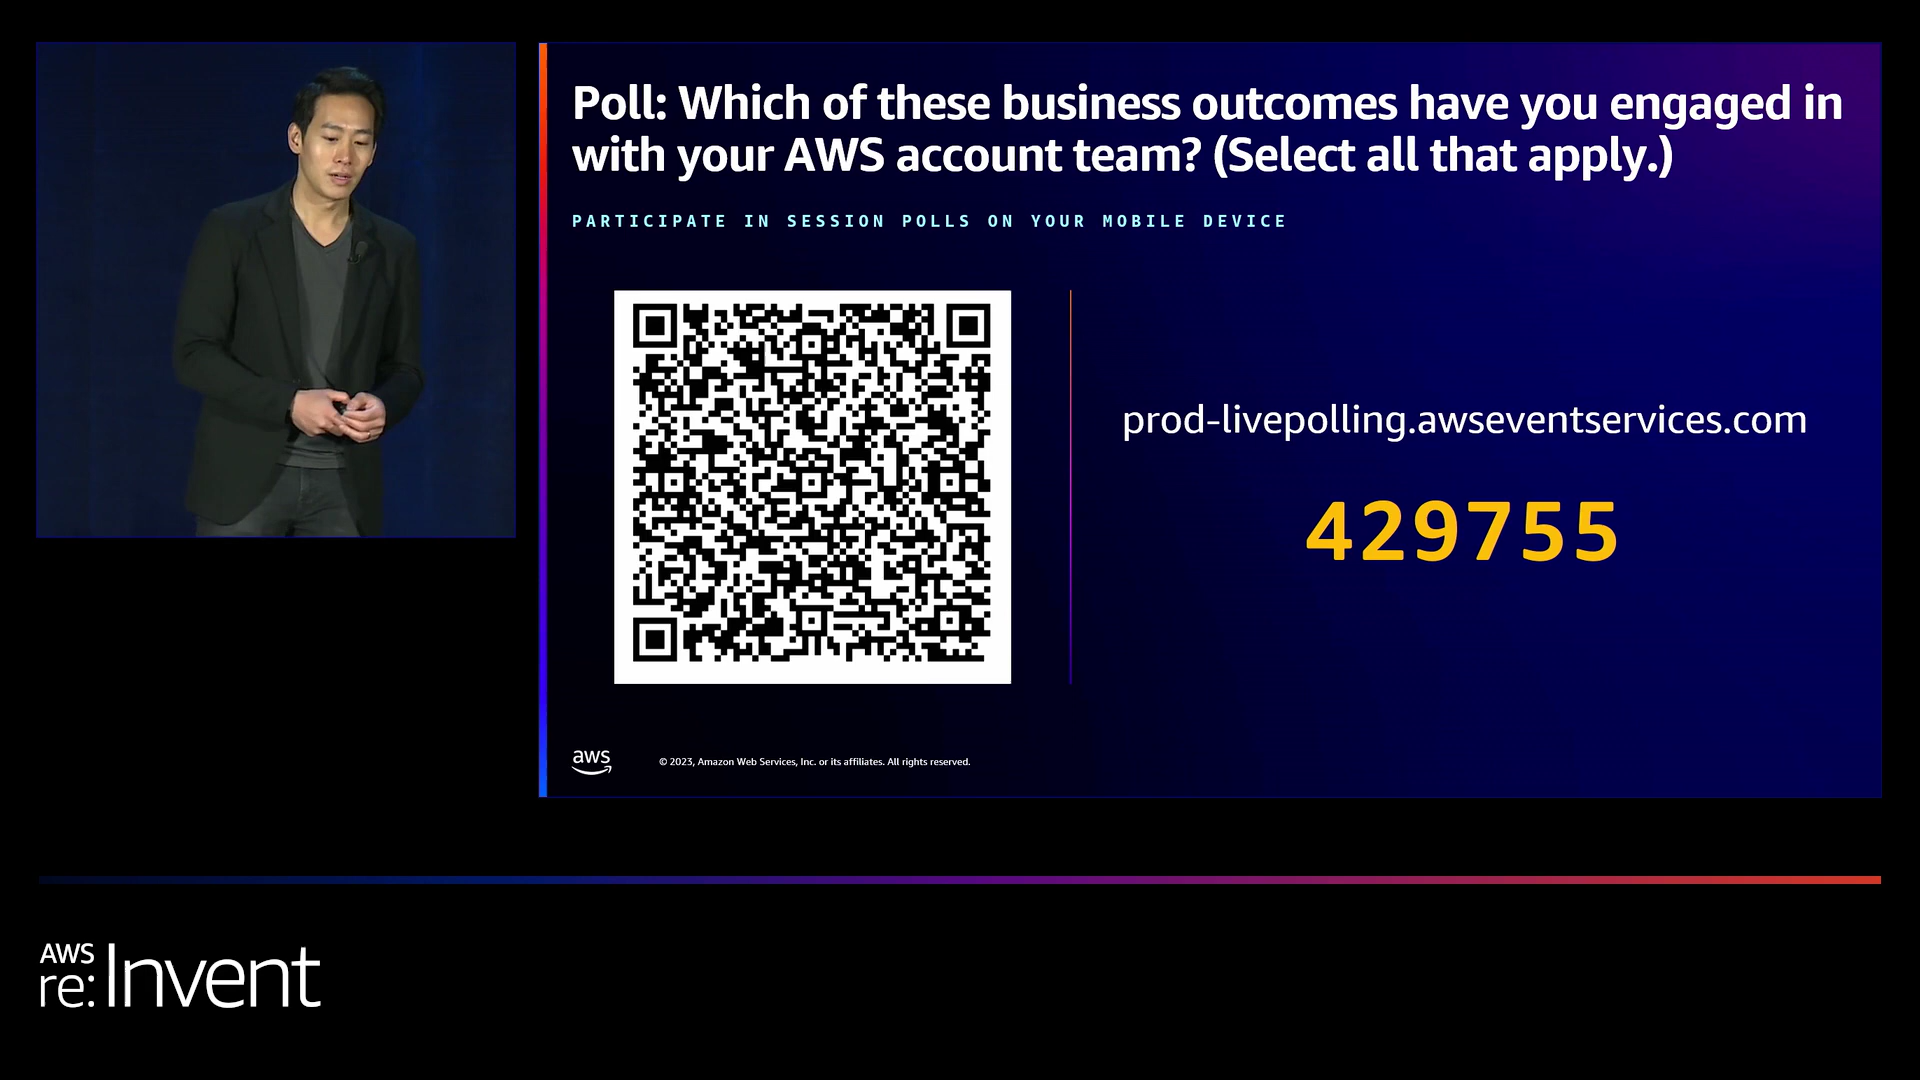 Poll: Which of these business outcomes have you engaged in
with your AWS account team? (Select all that apply.)
PARTICIPATE IN SESSION POLLS ON YOUR MOBILE DEVICE
prod-livepolling.awseventservices.com
429755
aws
© 2023, Amazon Web Services, Inc. or its affiliates. All rights reserved.
AWS
re:Invent